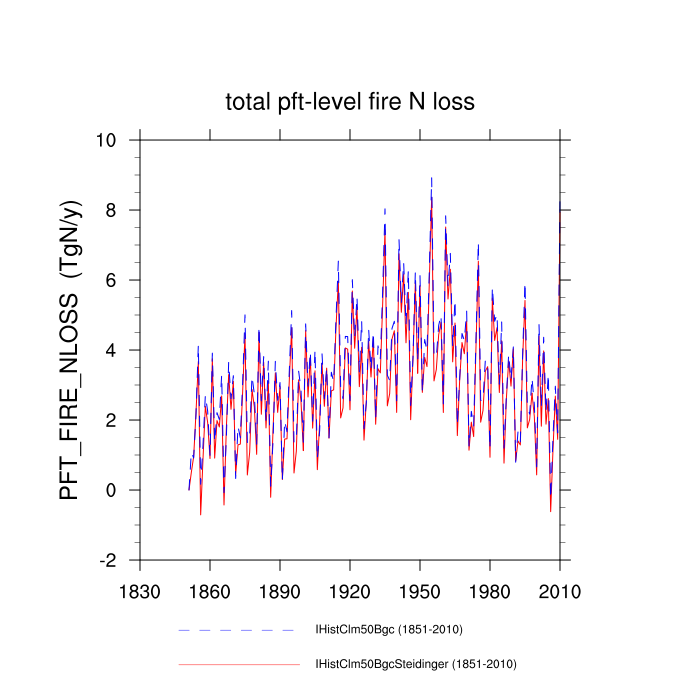 total pft-level fire N loss
PFT_FIRE_NLOSS (TgN/y)
10
8
6
4
2
0
-2
1830 1860 1890 1920 1950 1980 2010
IHistClm50Bgc (1851-2010)
IHistClm50BgcSteidinger (1851-2010)